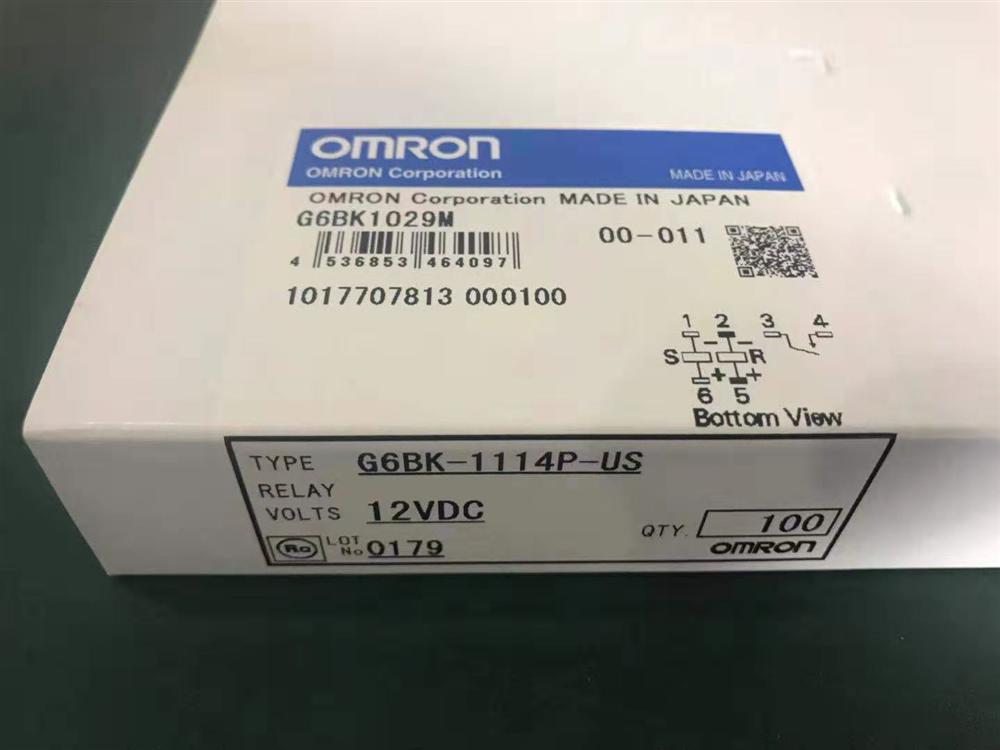 OMRON
OMRON Corporation MADE IN JAPAN
OMRON Corporation MADE IN JAPAN
G6BK1029M
00-011
4 536853 464097
1017707813 000100
1 2 3 4
- -
S R
+ +
6 5
Bottom View
TYPE G6BK-1114P-US
RELAY
VOLTS 12VDC
QTY. 100
LOT No 0179
OMRON